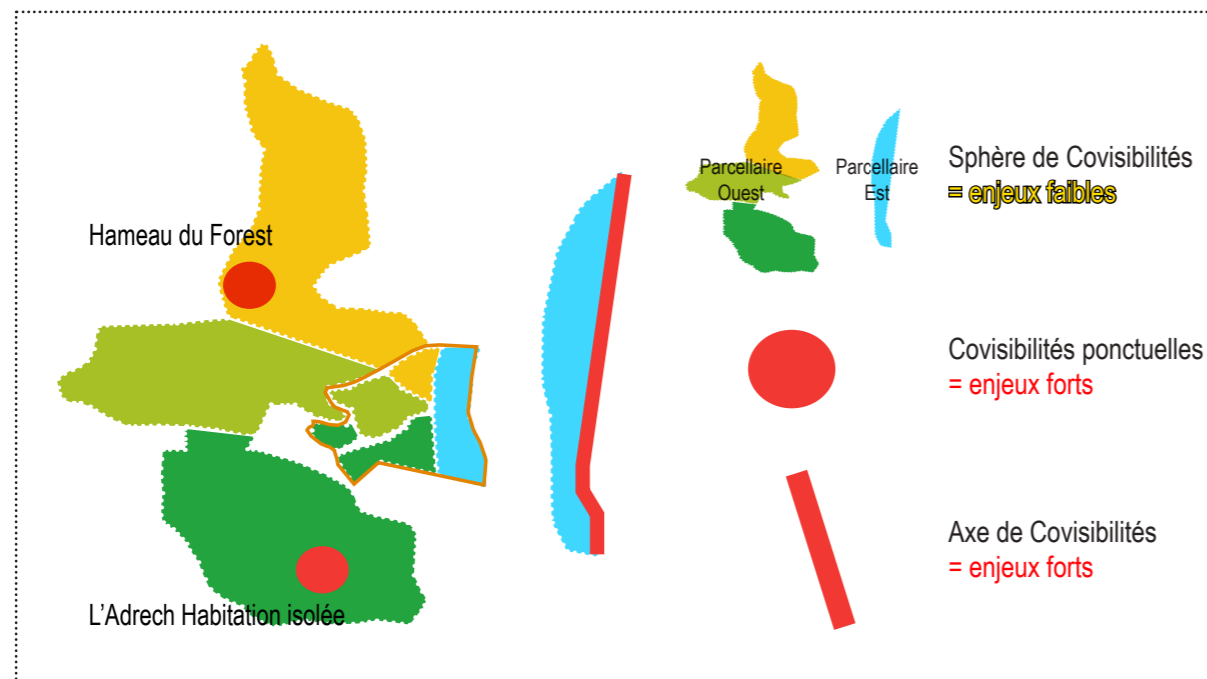 Hameau du Forest
L'Adrech Habitation isolée
Parcellaire
Ouest
Parcellaire
Est
Sphère de Covisibilités
= enjeux faibles
Covisibilités ponctuelles
= enjeux forts
Axe de Covisibilités
= enjeux forts